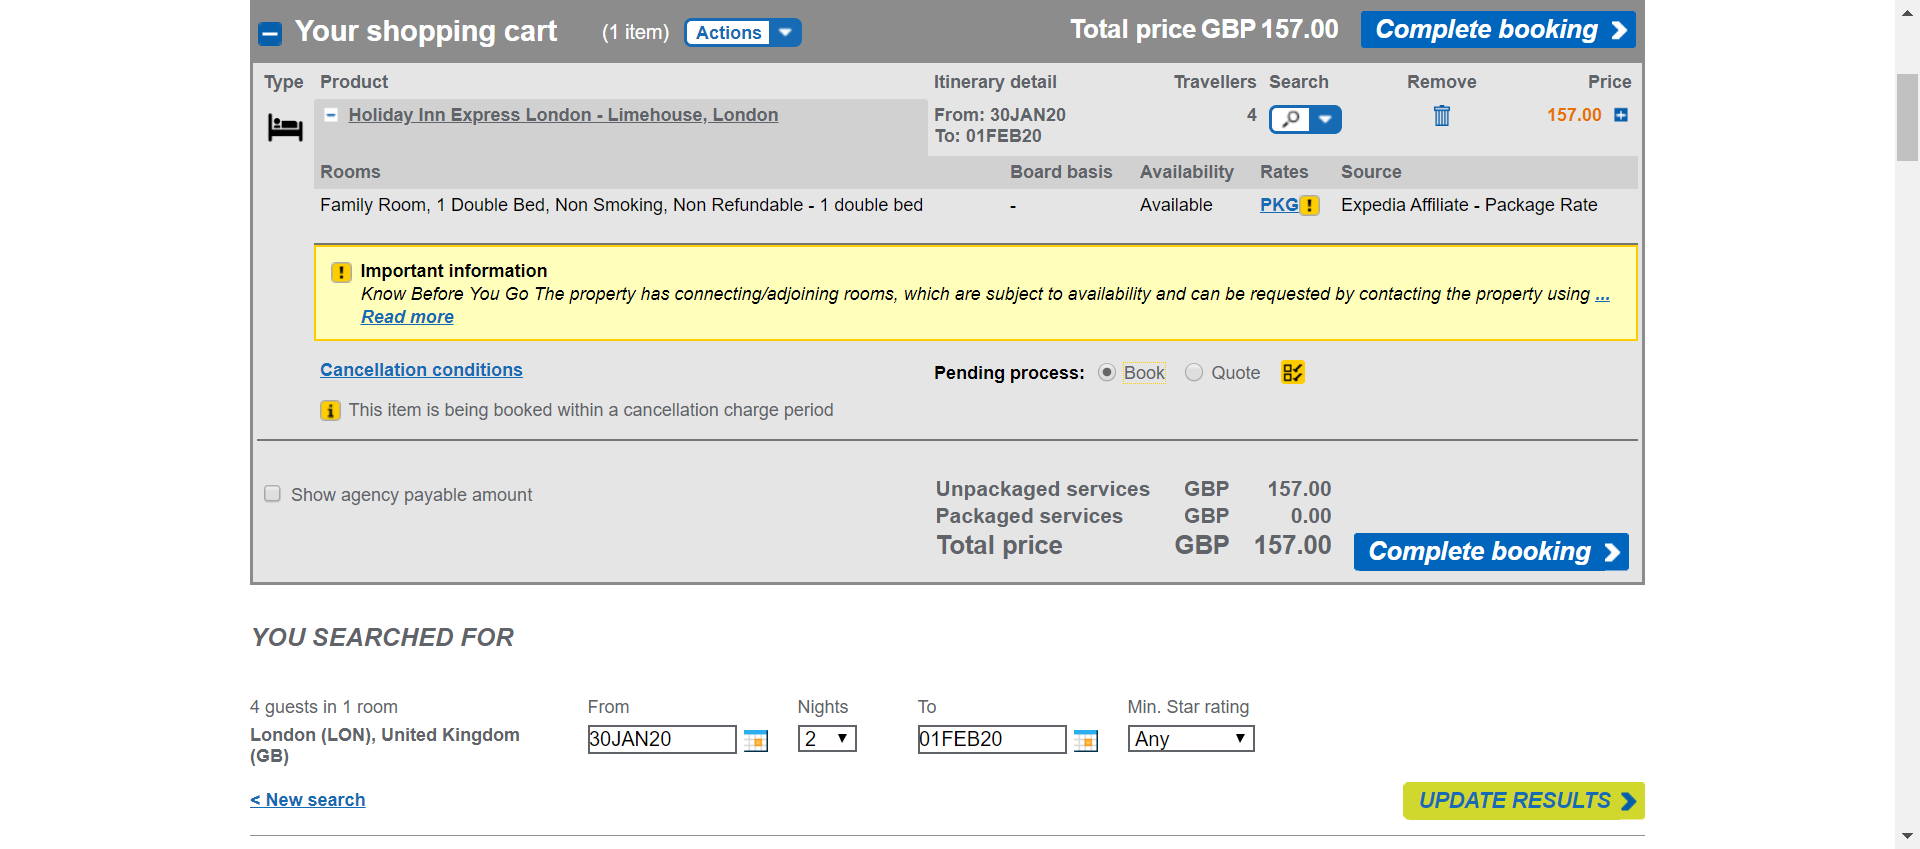 Your shopping cart (1 item) Actions Total price GBP 157.00 Complete booking
Type Product Itinerary detail Travellers Search Remove Price
Holiday Inn Express London - Limehouse, London From: 30JAN20 4 157.00
To: 01FEB20
Rooms Board basis Availability Rates Source
Family Room, 1 Double Bed, Non Smoking, Non Refundable - 1 double bed - Available PKG Expedia Affiliate - Package Rate
Important information
Know Before You Go The property has connecting/adjoining rooms, which are subject to availability and can be requested by contacting the property using ...
Read more
Cancellation conditions Pending process: Book Quote
This item is being booked within a cancellation charge period
Show agency payable amount
Unpackaged services GBP 157.00
Packaged services GBP 0.00
Total price GBP 157.00 Complete booking
YOU SEARCHED FOR
4 guests in 1 room From Nights To Min. Star rating
London (LON), United Kingdom 30JAN20 2 01FEB20 Any
(GB)
< New search UPDATE RESULTS